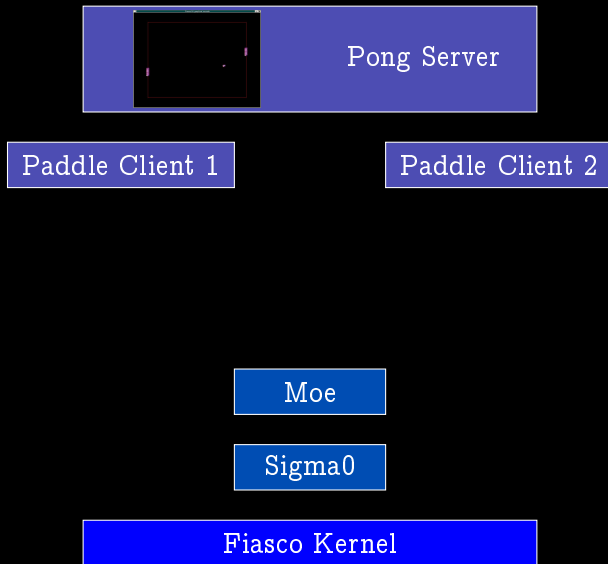 Pong Server
Paddle Client 1
Paddle Client 2
Moe
Sigma0
Fiasco Kernel